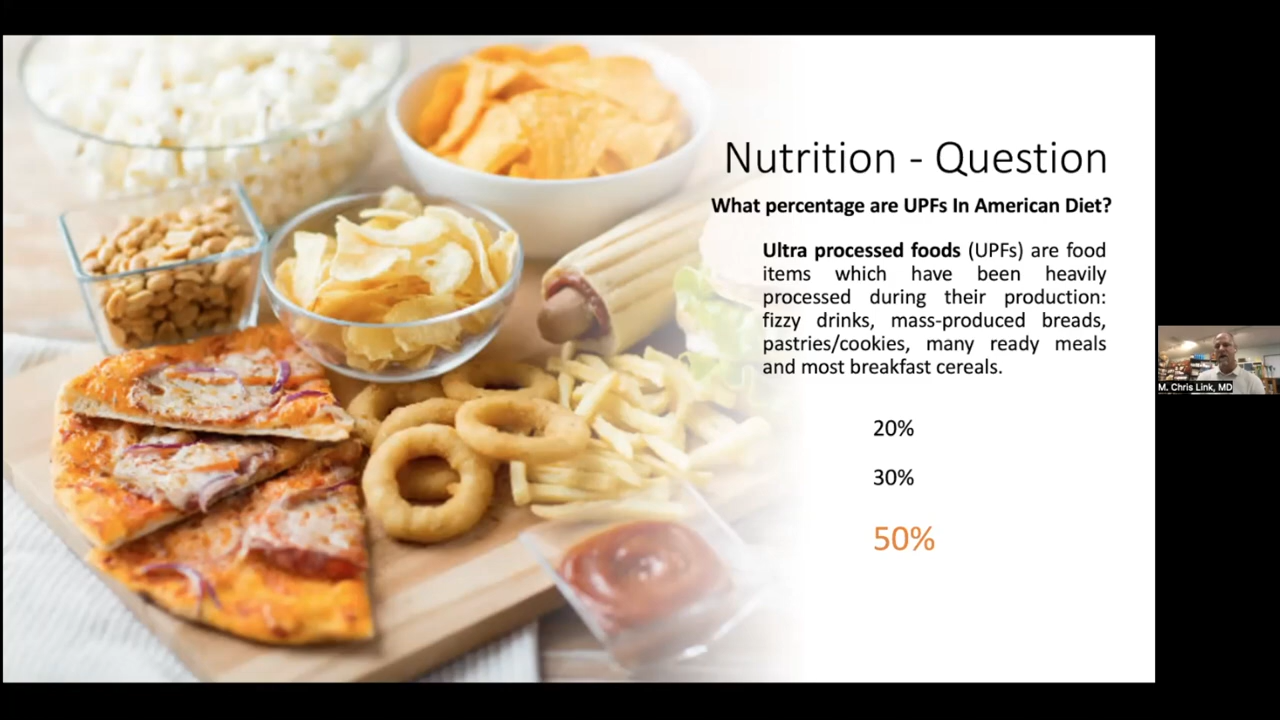 Nutrition - Question
What percentage are UPFs In American Diet?
Ultra processed foods (UPFs) are food
items which have been heavily
processed during their production:
fizzy drinks, mass-produced breads,
pastries/cookies, many ready meals
and most breakfast cereals.
20%
30%
50%
M. Chris Link, MD